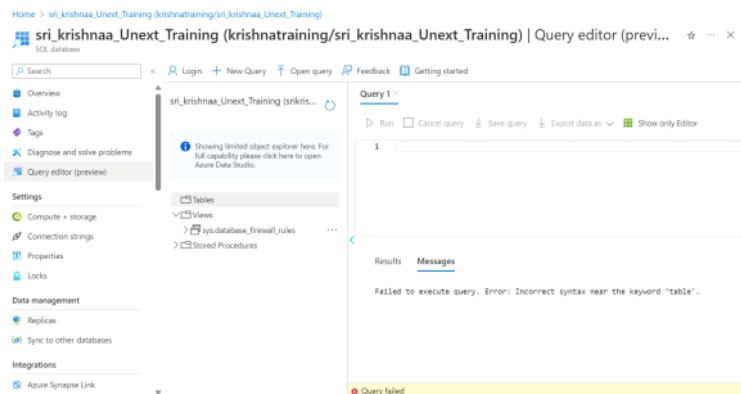 Home > sri_krishnaa_Unext_Training (krishnatraining/sri_krishnaa_Unext_Training)
sri_krishnaa_Unext_Training (krishnatraining/sri_krishnaa_Unext_Training) | Query editor (previ...
SQL database
Search
Login
New Query
Open query
Feedback
Getting started
Overview
Activity log
Tags
Diagnose and solve problems
Query editor (preview)
Settings
Compute + storage
Connection strings
Properties
Locks
Data management
Replicas
Sync to other databases
Integrations
Azure Synapse Link
sri_krishnaa_Unext_Training (srikris...
Showing limited object explorer here. For
full capability please click here to open
Azure Data Studio.
Tables
Views
sys.database_firewall_rules
Stored Procedures
Query 1
Run
Cancel query
Save query
Export data as
Show only Editor
1
Results
Messages
Failed to execute query. Error: Incorrect syntax near the keyword 'table'.
Query failed